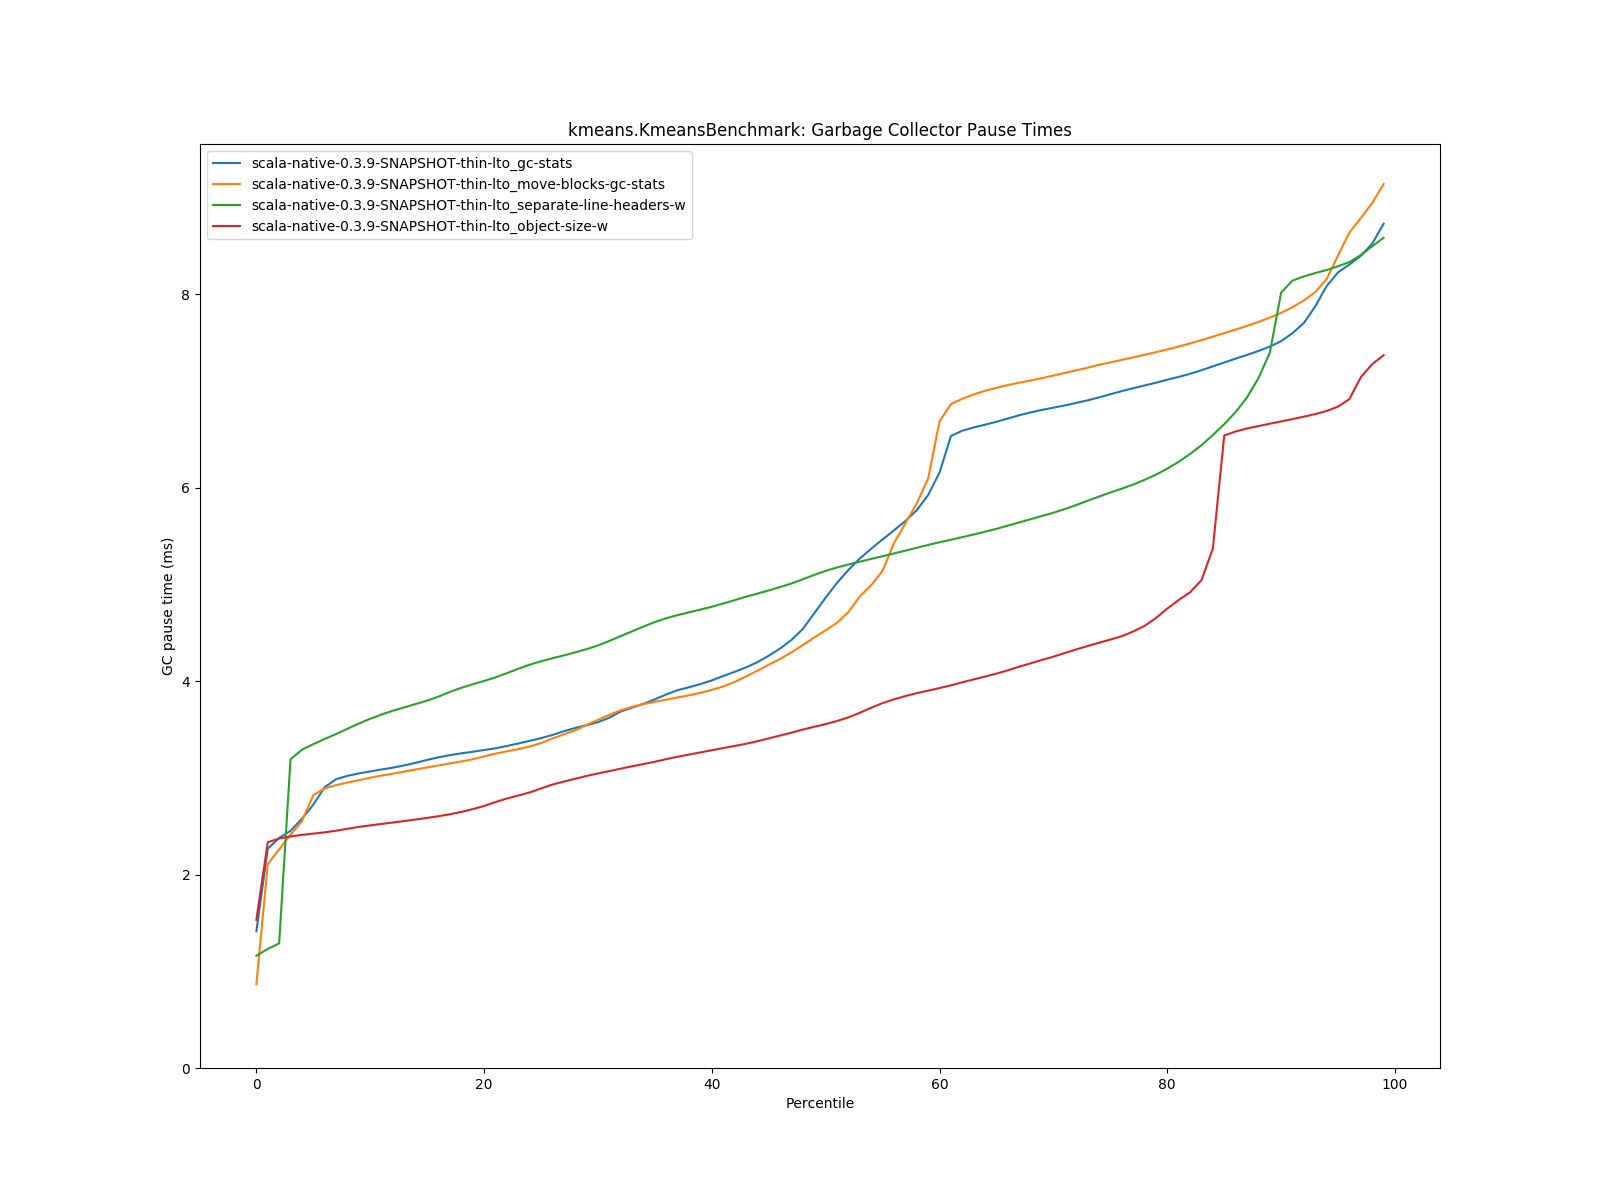 kmeans.KmeansBenchmark: Garbage Collector Pause Times
scala-native-0.3.9-SNAPSHOT-thin-lto_gc-stats
scala-native-0.3.9-SNAPSHOT-thin-lto_move-blocks-gc-stats
scala-native-0.3.9-SNAPSHOT-thin-lto_separate-line-headers-w
scala-native-0.3.9-SNAPSHOT-thin-lto_object-size-w
GC pause time (ms)
8
6
4
2
0
0 20 40 60 80 100
Percentile